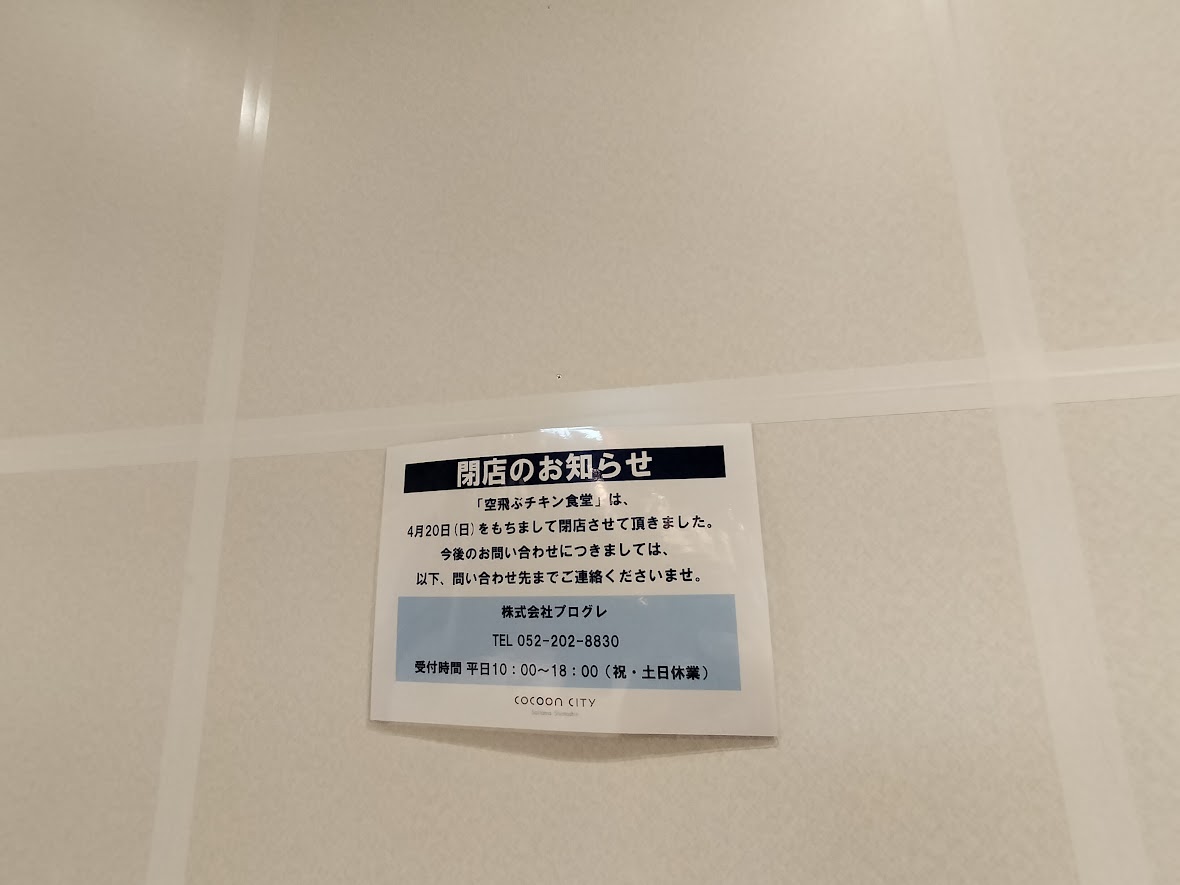 閉店のお知らせ
「空飛ぶチキン食堂」は、
4月20日(日)をもちまして閉店させて頂きました。
今後のお問い合わせにつきましては、
以下、問い合わせ先までご連絡くださいませ。
株式会社プログレ
TEL 052-202-8830
受付時間 平日10：00～18：00（祝・土日休業）
COCOON CITY